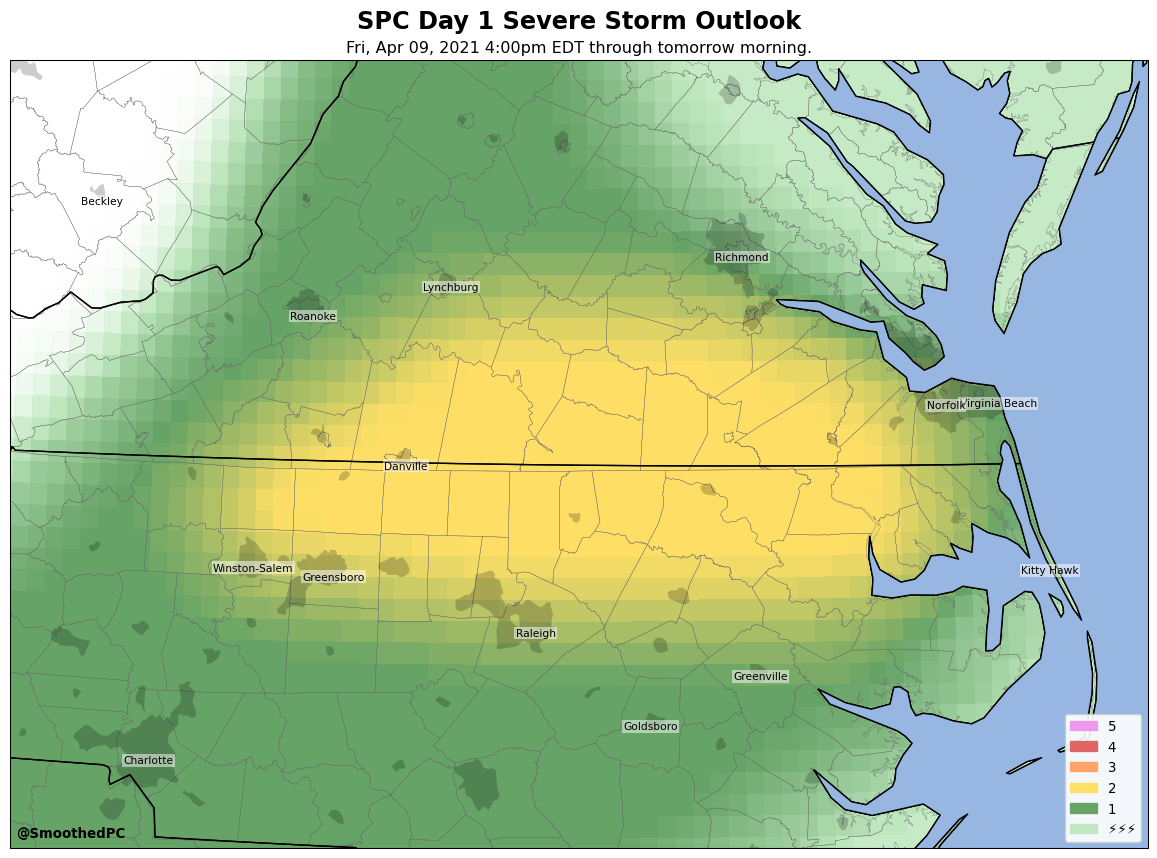 SPC Day 1 Severe Storm Outlook
Fri, Apr 09, 2021 4:00pm EDT through tomorrow morning.
Beckley
Richmond
Lynchburg
Roanoke
Norfolk
Virginia Beach
Danville
Winston-Salem
Greensboro
Kitty Hawk
Raleigh
Greenville
Goldsboro
Charlotte
5
4
3
2
1
⚡⚡⚡
@SmoothedPC